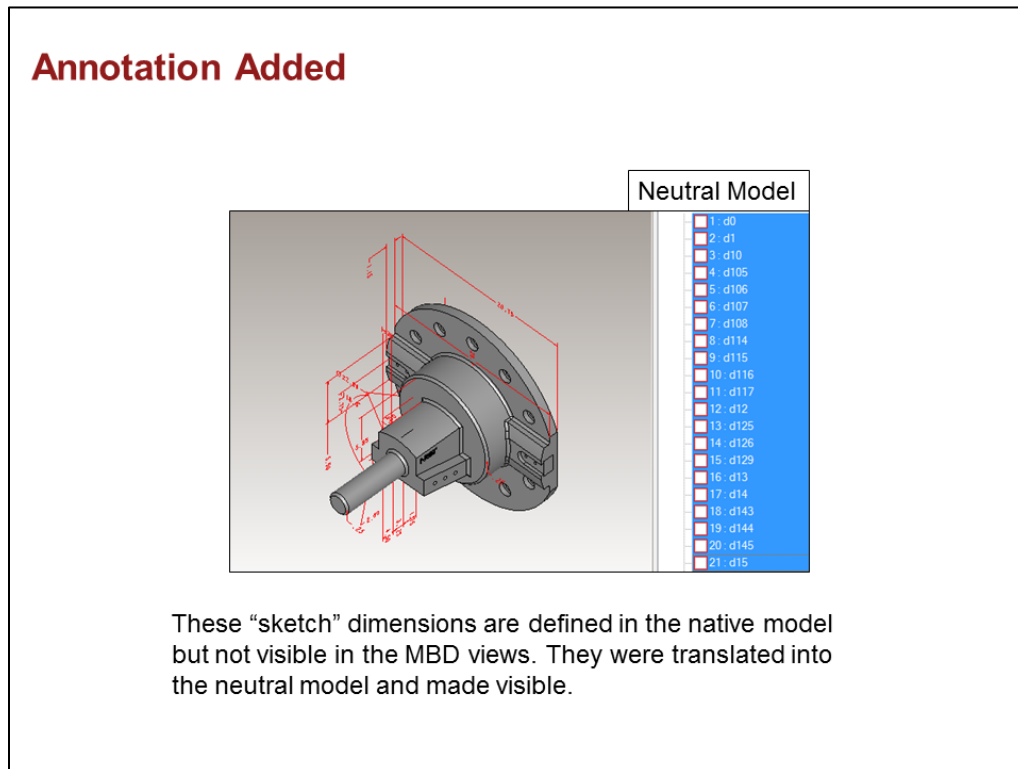 Annotation Added
Neutral Model
1 : d0
2 : d1
3 : d10
4 : d105
5 : d106
6 : d107
7 : d108
8 : d114
9 : d115
10 : d116
11 : d117
12 : d12
13 : d125
14 : d126
15 : d129
16 : d13
17 : d14
18 : d143
19 : d144
20 : d145
21 : d15
These “sketch” dimensions are defined in the native model
but not visible in the MBD views. They were translated into
the neutral model and made visible.